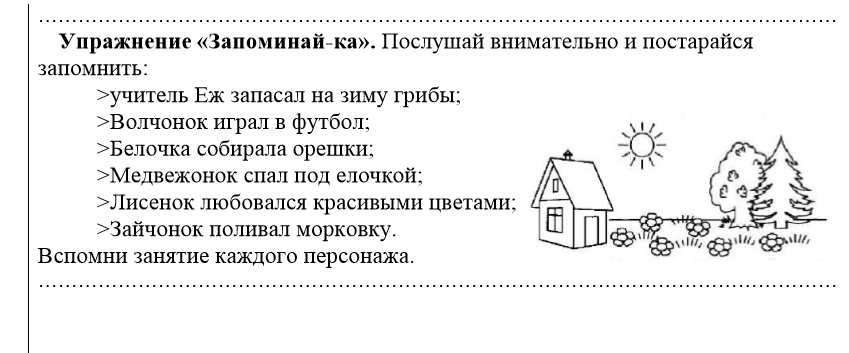 Упражнение «Запоминай-ка». Послушай внимательно и постарайся
запомнить:
>учитель Еж запасал на зиму грибы;
>Волчонок играл в футбол;
>Белочка собирала орешки;
>Медвежонок спал под елочкой;
>Лисенок любовался красивыми цветами;
>Зайчонок поливал морковку.
Вспомни занятие каждого персонажа.